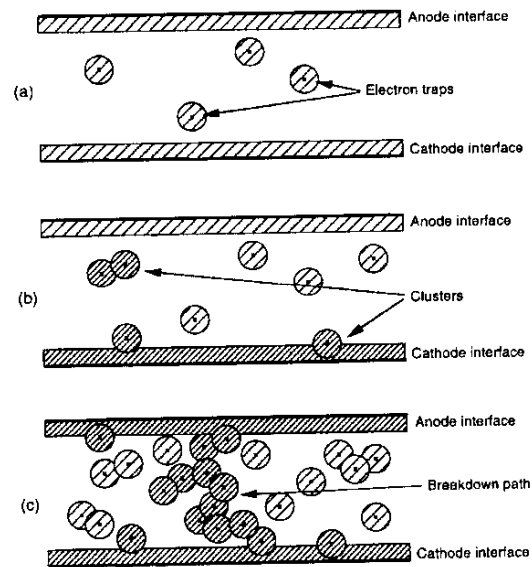 Anode interface
(a)
Electron traps
Cathode interface
Anode interface
(b)
Clusters
Cathode interface
Anode interface
Breakdown path
(c)
Cathode interface